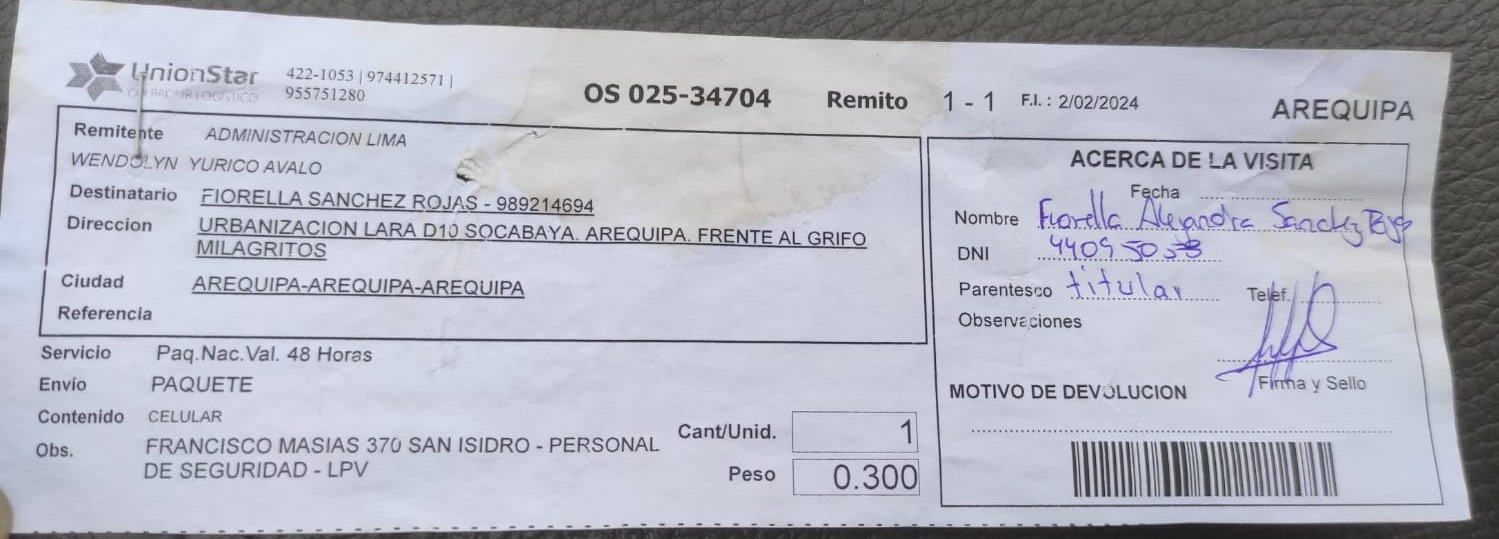 UnionStar
OPERADOR LOGISTICO
422-1053 | 974412571 |
955751280
OS 025-34704
Remito 1 - 1
F.I. : 2/02/2024
AREQUIPA
Remitente ADMINISTRACION LIMA
WENDOLYN YURICO AVALO
Destinatario FIORELLA SANCHEZ ROJAS - 989214694
Direccion URBANIZACION LARA D10 SOCABAYA. AREQUIPA. FRENTE AL GRIFO
MILAGRITOS
Ciudad AREQUIPA-AREQUIPA-AREQUIPA
Referencia
Servicio Paq.Nac.Val. 48 Horas
Envío PAQUETE
Contenido CELULAR
Obs. FRANCISCO MASIAS 370 SAN ISIDRO - PERSONAL
DE SEGURIDAD - LPV
Cant/Unid. 1
Peso 0.300
ACERCA DE LA VISITA
Fecha
Nombre Fiorella Alejandra Sanchez
DNI
Parentesco titular Telef.
Observaciones
Firma y Sello
MOTIVO DE DEVOLUCION